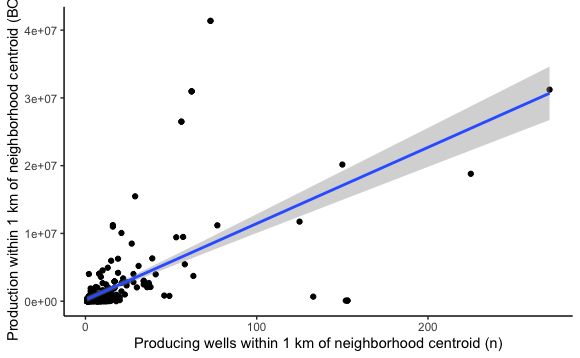 Production within 1 km of neighborhood centroid (BO
4e+07
3e+07
2e+07
1e+07
0e+00
0
100
200
Producing wells within 1 km of neighborhood centroid (n)